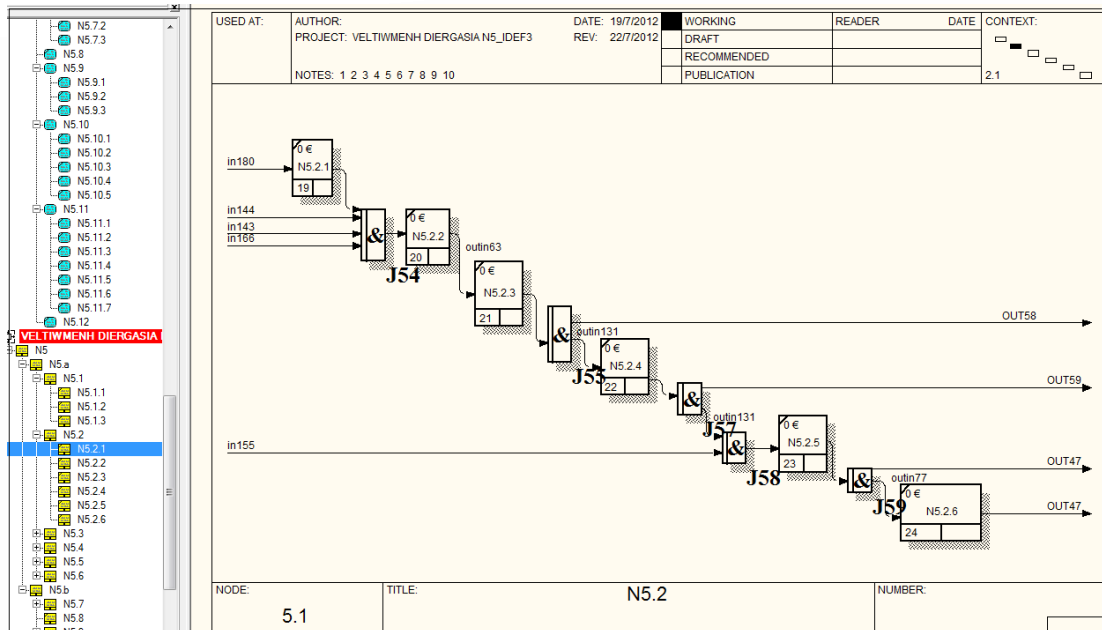 N5.7.2
N5.7.3
N5.8
N5.9
N5.9.1
N5.9.2
N5.9.3
N5.10
N5.10.1
N5.10.2
N5.10.3
N5.10.4
N5.10.5
N5.11
N5.11.1
N5.11.2
N5.11.3
N5.11.4
N5.11.5
N5.11.6
N5.11.7
N5.12
VELTIWMENH DIERGASIA
N5
N5.a
N5.1
N5.1.1
N5.1.2
N5.1.3
N5.2
N5.2.1
N5.2.2
N5.2.3
N5.2.4
N5.2.5
N5.2.6
N5.3
N5.4
N5.5
N5.6
N5.b
N5.7
N5.8
USED AT:
AUTHOR:
DATE: 19/7/2012
PROJECT: VELTIWMENH DIERGASIA N5_IDEF3
REV: 22/7/2012
NOTES: 1 2 3 4 5 6 7 8 9 10
WORKING
DRAFT
RECOMMENDED
PUBLICATION
READER
DATE
CONTEXT:
2.1
0 €
in180
N5.2.1
19
in144
in143
in166
&
J54
0 €
N5.2.2
20
outin63
0 €
N5.2.3
21
&
J55
OUT58
outin131
0 €
N5.2.4
22
&
J57
OUT59
outin131
in155
&
J58
0 €
N5.2.5
23
&
J59
OUT47
outin77
0 €
N5.2.6
24
OUT47
NODE:
5.1
TITLE:
N5.2
NUMBER: